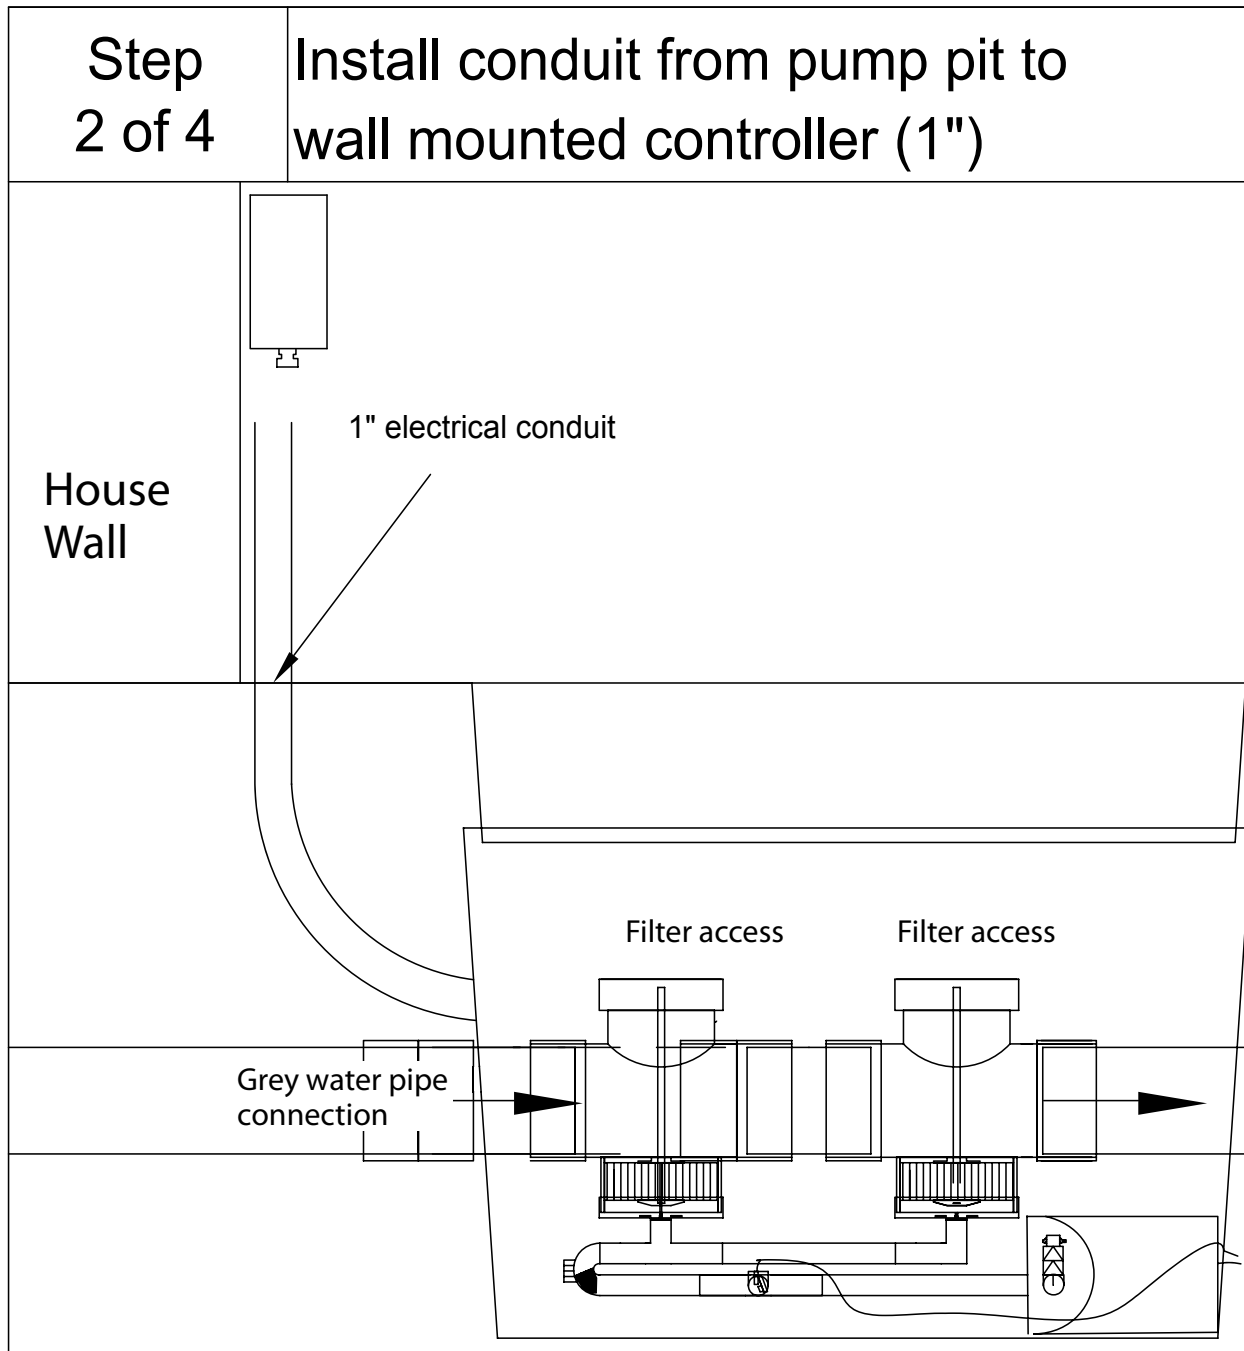 Step
2 of 4
Install conduit from pump pit to
wall mounted controller (1")
1" electrical conduit
House
Wall
Filter access
Filter access
Grey water pipe
connection